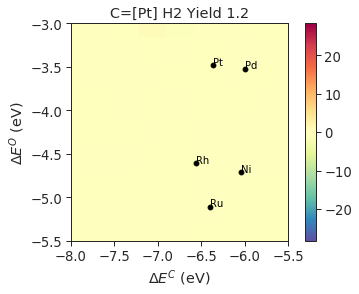 C=[Pt] H2 Yield 1.2
−3.0
−3.5
−4.0
−4.5
−5.0
−5.5
ΔE^O (eV)
Pt
Pd
Rh
Ni
Ru
−8.0 −7.5 −7.0 −6.5 −6.0 −5.5
ΔE^C (eV)
20
10
0
−10
−20